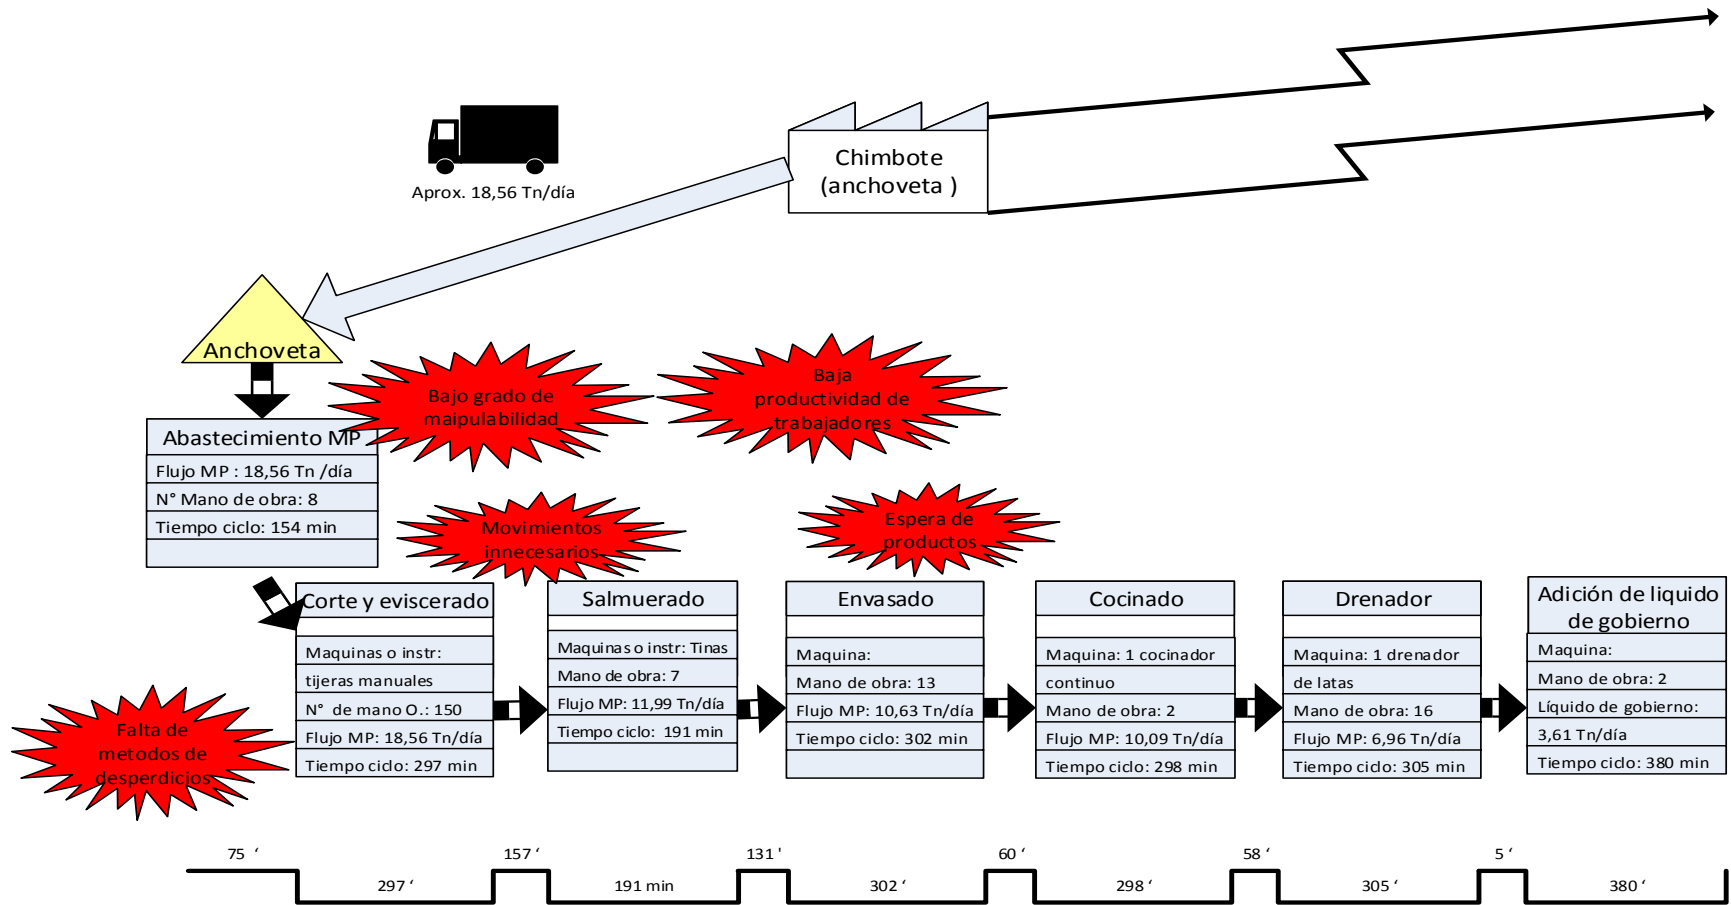 Chimbote
(anchoveta )
Aprox. 18,56 Tn/día
Anchoveta
Bajo grado de
maipulabilidad
Baja
productividad de
trabajadores
Abastecimiento MP
Flujo MP : 18,56 Tn /día
N° Mano de obra: 8
Tiempo ciclo: 154 min
Movimientos
innecesarios
Espera de
productos
Falta de
metodos de
desperdicios
Corte y eviscerado
Maquinas o instr:
tijeras manuales
N° de mano O.: 150
Flujo MP: 18,56 Tn/día
Tiempo ciclo: 297 min
Salmuerado
Maquinas o instr: Tinas
Mano de obra: 7
Flujo MP: 11,99 Tn/día
Tiempo ciclo: 191 min
Envasado
Maquina:
Mano de obra: 13
Flujo MP: 10,63 Tn/día
Tiempo ciclo: 302 min
Cocinado
Maquina: 1 cocinador
continuo
Mano de obra: 2
Flujo MP: 10,09 Tn/día
Tiempo ciclo: 298 min
Drenador
Maquina: 1 drenador
de latas
Mano de obra: 16
Flujo MP: 6,96 Tn/día
Tiempo ciclo: 305 min
Adición de liquido
de gobierno
Maquina:
Mano de obra: 2
Líquido de gobierno:
3,61 Tn/día
Tiempo ciclo: 380 min
75 ‘
157‘
131 '
60 ‘
58 ‘
5 ‘
297 ‘
191 min
302 ‘
298 ‘
305 ‘
380 ‘